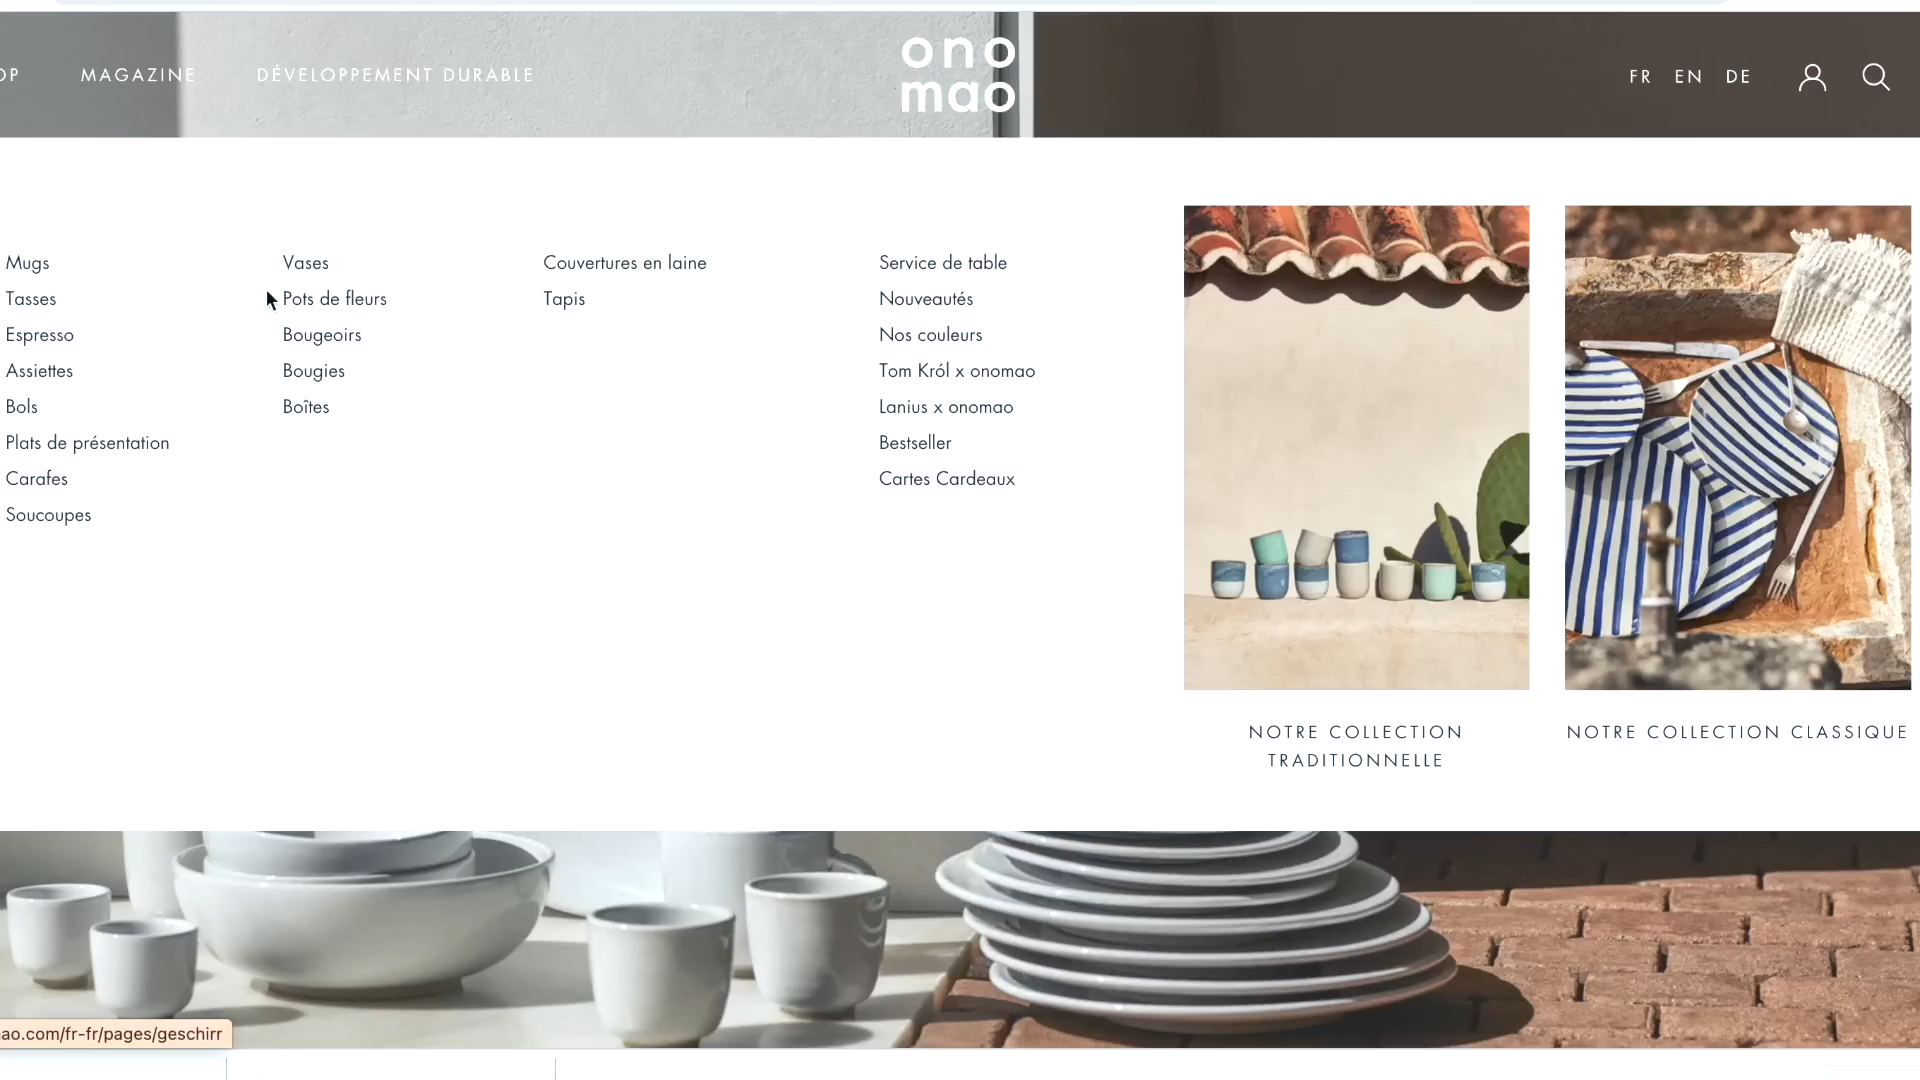 OP
MAGAZINE
DÉVELOPPEMENT DURABLE
ono
mao
FR EN DE
Mugs
Tasses
Espresso
Assiettes
Bols
Plats de présentation
Carafes
Soucoupes
Vases
Pots de fleurs
Bougeoirs
Bougies
Boîtes
Couvertures en laine
Tapis
Service de table
Nouveautés
Nos couleurs
Tom Król x onomao
Lanius x onomao
Bestseller
Cartes Cardeaux
NOTRE COLLECTION
TRADITIONNELLE
NOTRE COLLECTION CLASSIQUE
ao.com/fr-fr/pages/geschirr